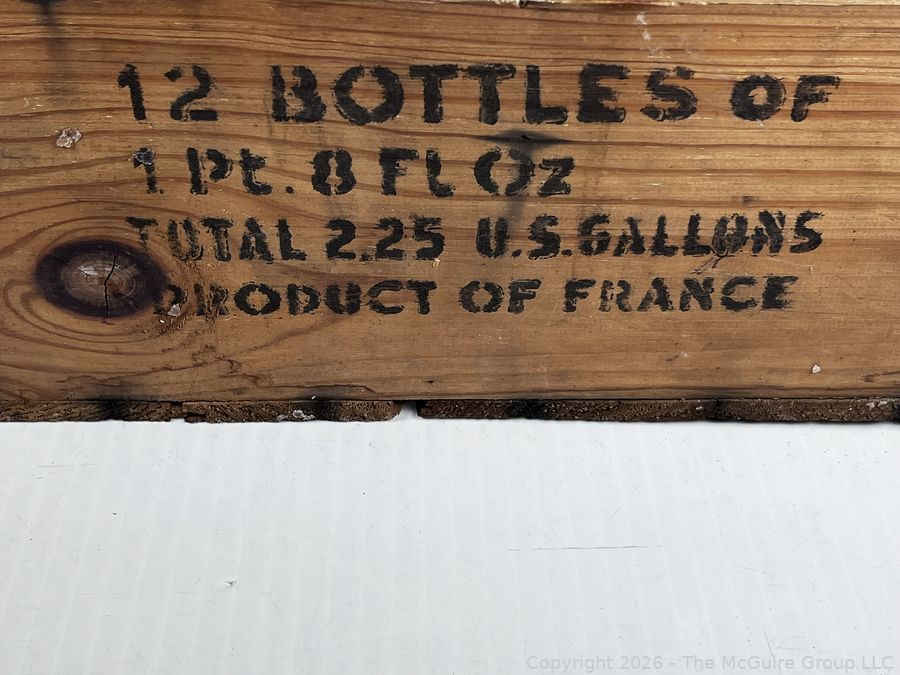 12 BOTTLES OF
1 Pt. 8 FL Oz
TOTAL 2.25 U.S.GALLONS
PRODUCT OF FRANCE
Copyright 2026 - The McGuire Group LLC